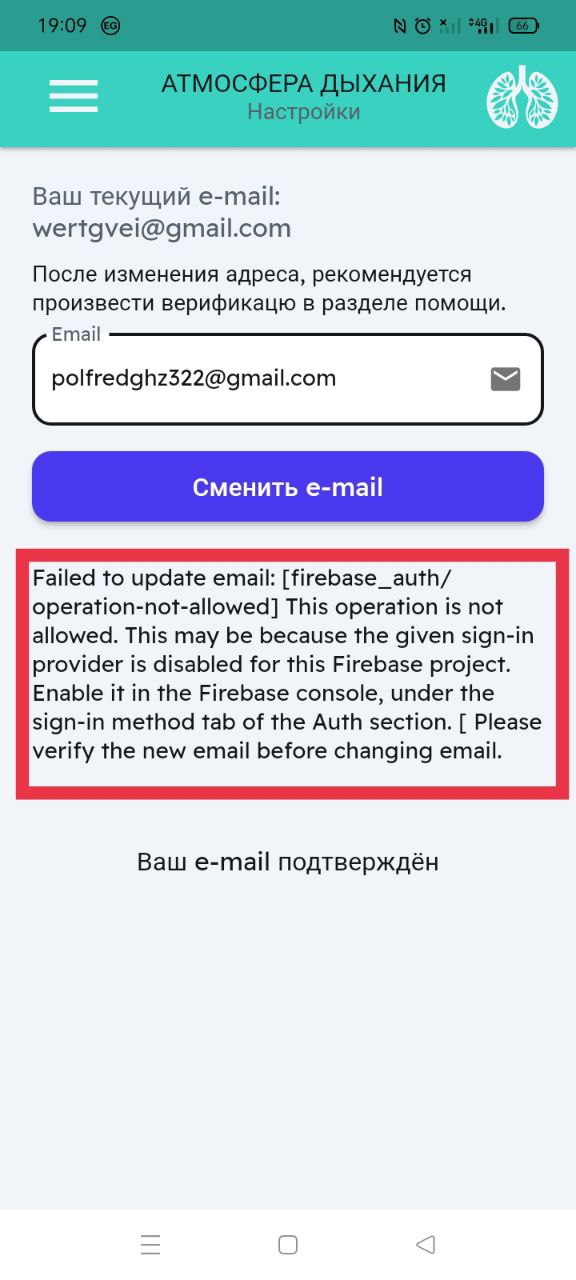 19:09 EG 4G 66
АТМОСФЕРА ДЫХАНИЯ
Настройки
Ваш текущий e-mail:
wertgvei@gmail.com
После изменения адреса, рекомендуется
произвести верификацю в разделе помощи.
Email
polfredghz322@gmail.com
Сменить e-mail
Failed to update email: [firebase_auth/
operation-not-allowed] This operation is not
allowed. This may be because the given sign-in
provider is disabled for this Firebase project.
Enable it in the Firebase console, under the
sign-in method tab of the Auth section. [ Please
verify the new email before changing email.
Ваш e-mail подтверждён